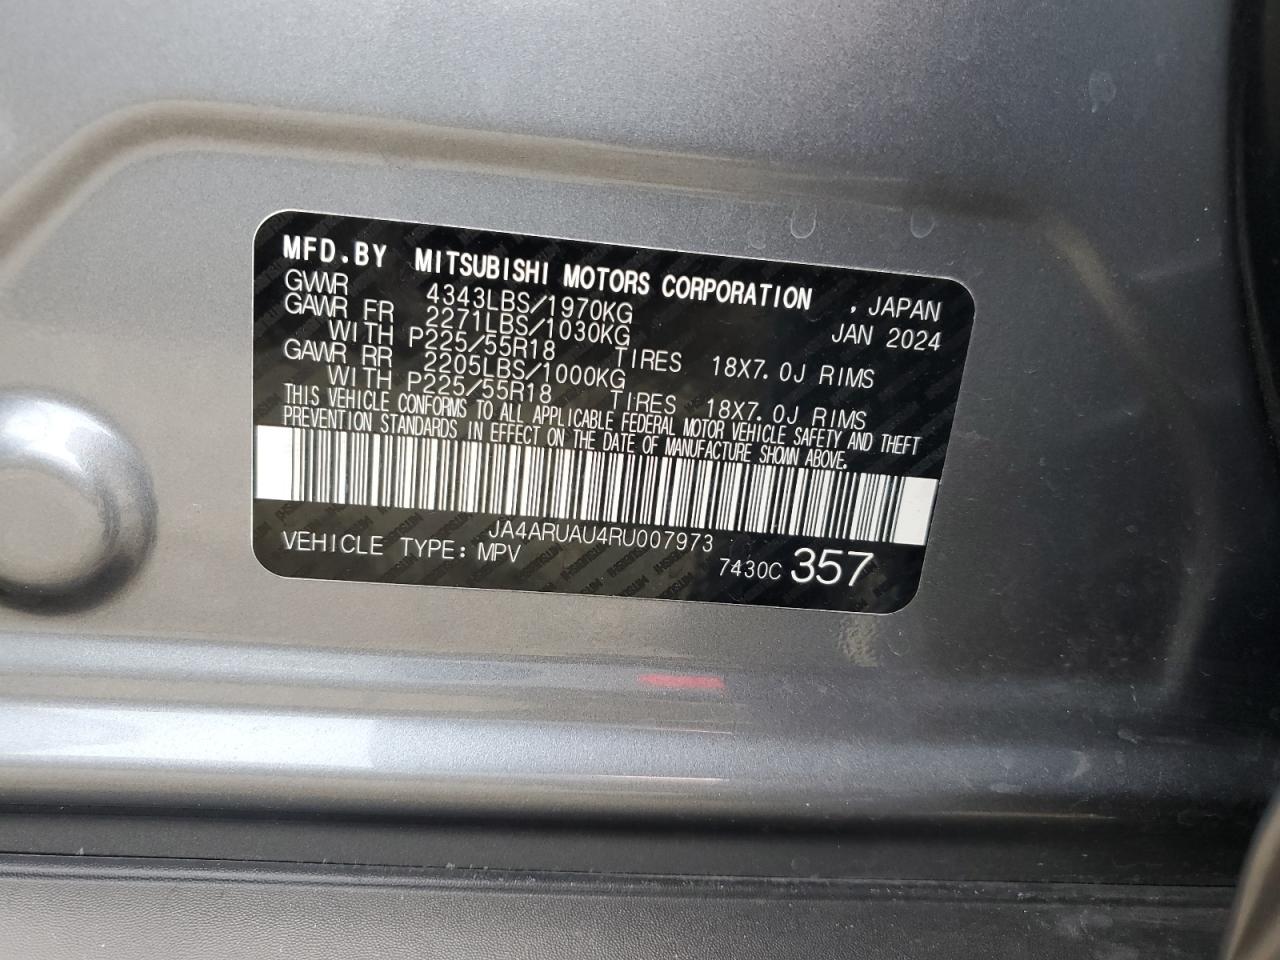 MFD.BY MITSUBISHI MOTORS CORPORATION , JAPAN
GWWR 4343LBS/1970KG JAN 2024
GAWR FR 2271LBS/1030KG
WITH P225/55R18 TIRES 18X7.0J RIMS
GAWR RR 2205LBS/1000KG
WITH P225/55R18 TIRES 18X7.0J RIMS
THIS VEHICLE CONFORMS TO ALL APPLICABLE FEDERAL MOTOR VEHICLE SAFETY AND THEFT
PREVENTION STANDARDS IN EFFECT ON THE DATE OF MANUFACTURE SHOWN ABOVE.
JA4ARUAU4RU007973
VEHICLE TYPE: MPV 7430C 357